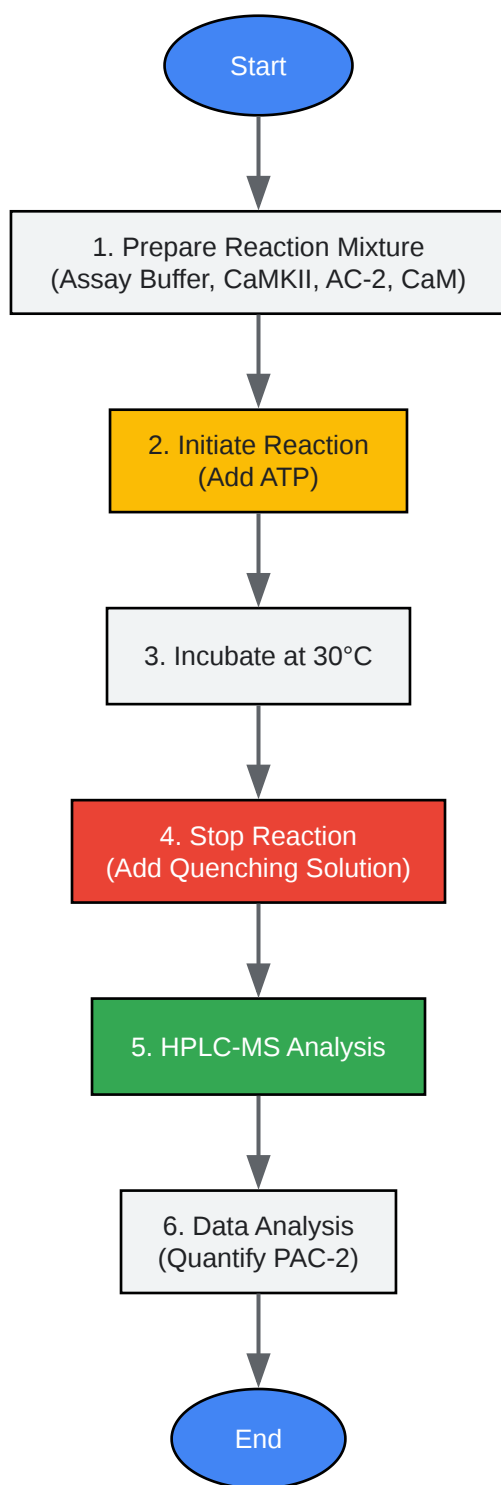 Start
1. Prepare Reaction Mixture
(Assay Buffer, CaMKII, AC-2, CaM)
2. Initiate Reaction
(Add ATP)
3. Incubate at 30°C
4. Stop Reaction
(Add Quenching Solution)
5. HPLC-MS Analysis
6. Data Analysis
(Quantify PAC-2)
End